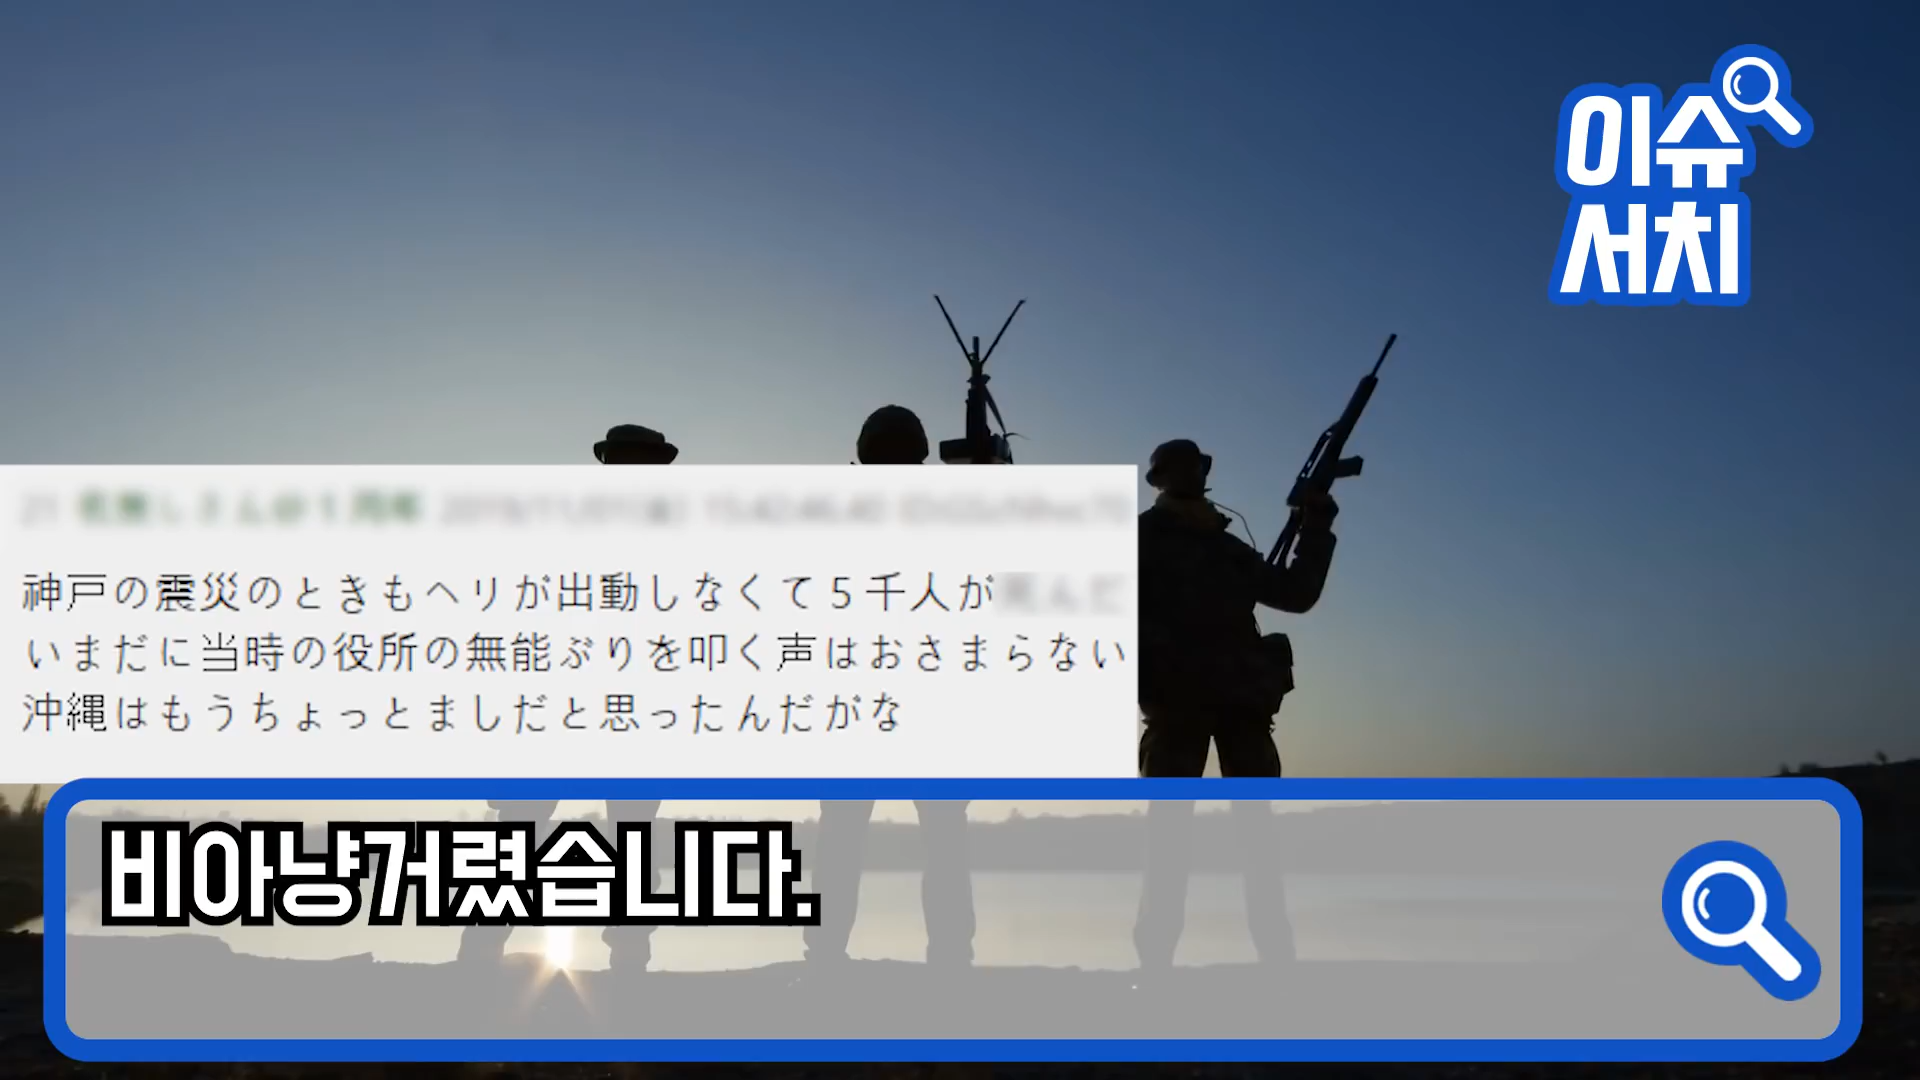 이슈
서치
神戸の震災のときもヘリが出動しなくて５千人が
いまだに当時の役所の無能ぶりを叩く声はおさまらない
沖縄はもうちょっとましだと思ったんだがな
비아냥거렸습니다.